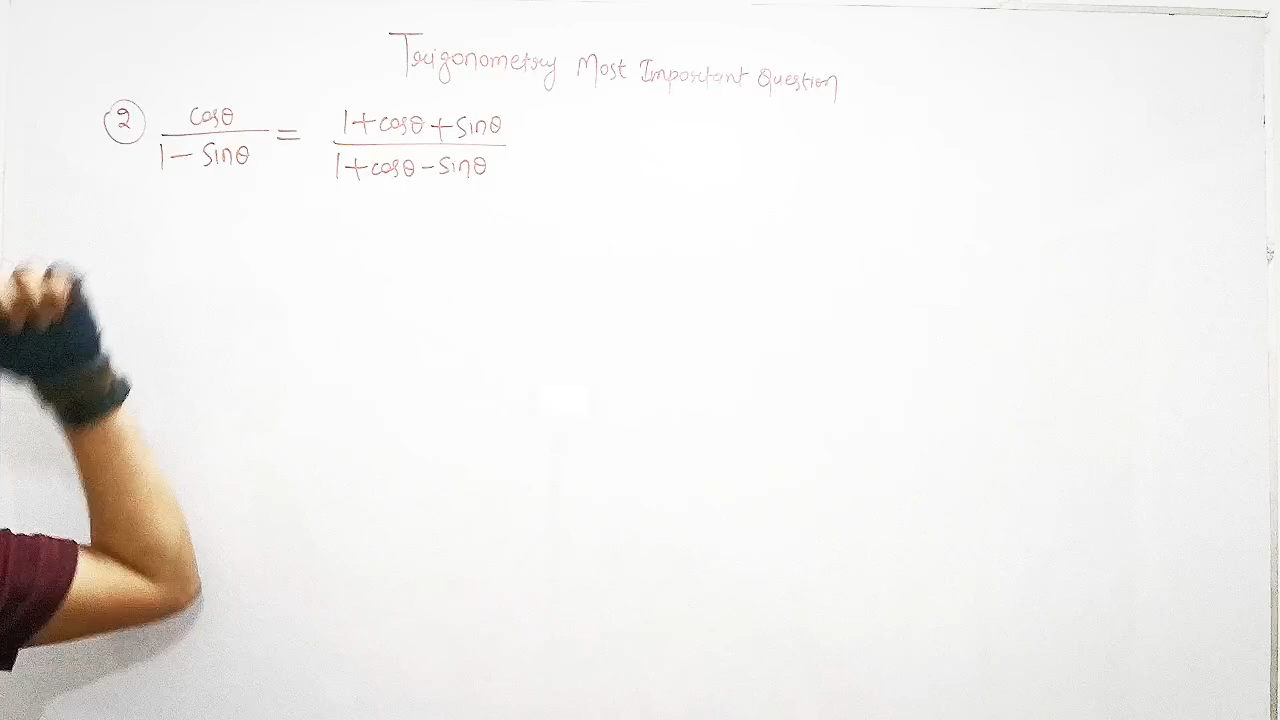 Trigonometry Most Important Question
2 cosθ / 1 - sinθ = 1 + cosθ + sinθ / 1 + cosθ - sinθ